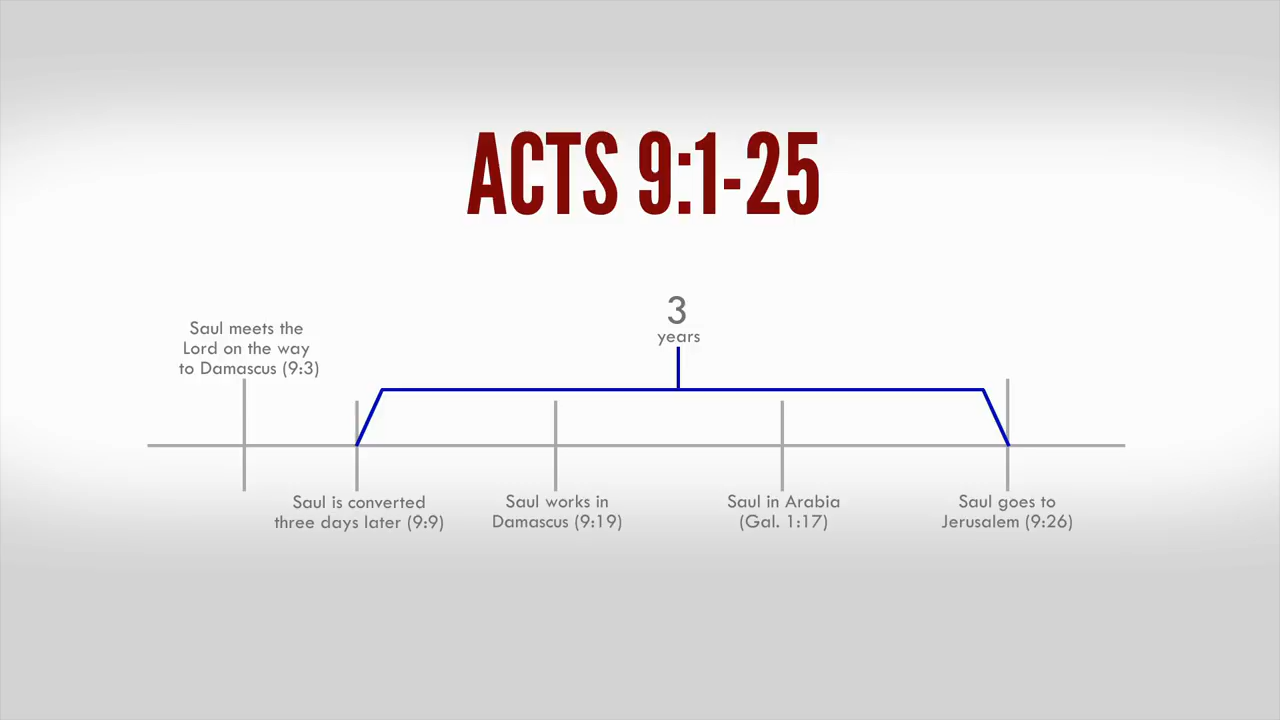 ACTS 9:1-25
3
years
Saul meets the
Lord on the way
to Damascus (9:3)
Saul is converted
three days later (9:9)
Saul works in
Damascus (9:19)
Saul in Arabia
(Gal. 1:17)
Saul goes to
Jerusalem (9:26)